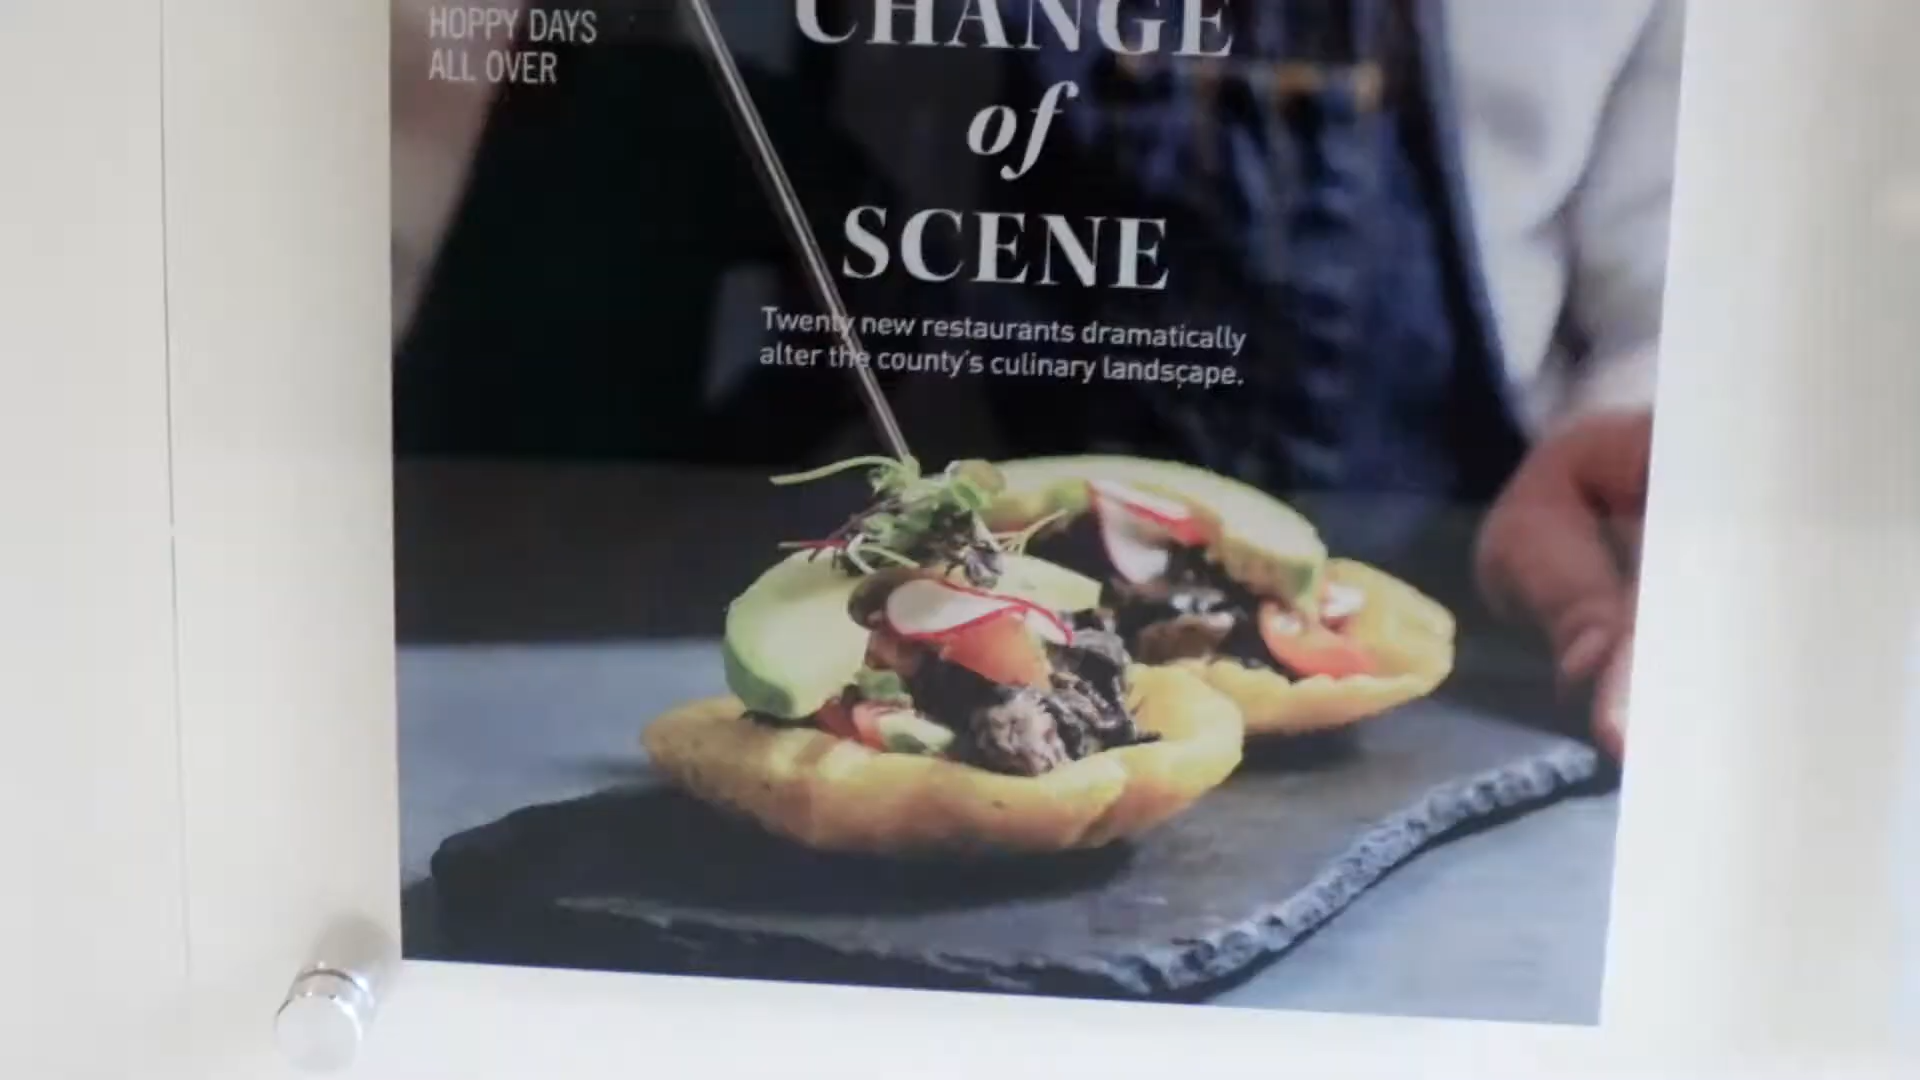 HOPPY DAYS
ALL OVER
CHANGE
of
SCENE
Twenty new restaurants dramatically
alter the county's culinary landscape.